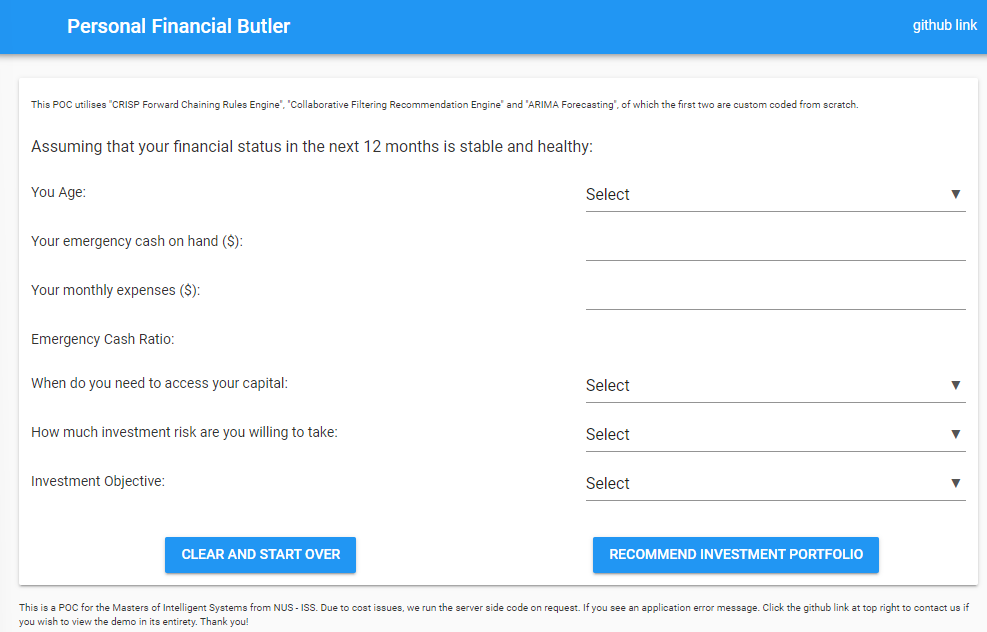 Personal Financial Butler
github link
This POC utilises "CRISP Forward Chaining Rules Engine", "Collaborative Filtering Recommendation Engine" and "ARIMA Forecasting", of which the first two are custom coded from scratch.
Assuming that your financial status in the next 12 months is stable and healthy:
You Age:
Select
Your emergency cash on hand ($):
Your monthly expenses ($):
Emergency Cash Ratio:
When do you need to access your capital:
Select
How much investment risk are you willing to take:
Select
Investment Objective:
Select
CLEAR AND START OVER
RECOMMEND INVESTMENT PORTFOLIO
This is a POC for the Masters of Intelligent Systems from NUS - ISS. Due to cost issues, we run the server side code on request. If you see an application error message. Click the github link at top right to contact us if
you wish to view the demo in its entirety. Thank you!